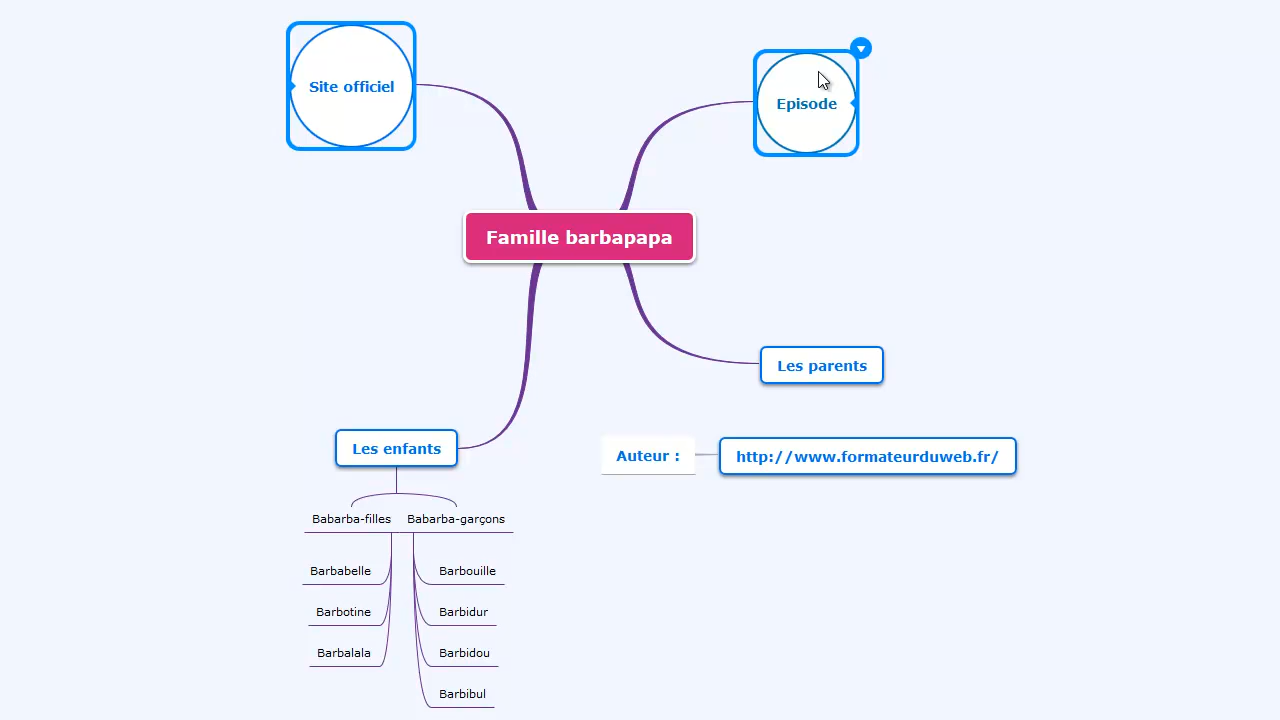 Site officiel
Episode
Famille barbapapa
Les parents
Les enfants
Auteur :
http://www.formateurduweb.fr/
Babarba-filles
Babarba-garçons
Barbabelle
Barbouille
Barbotine
Barbidur
Barbalala
Barbidou
Barbibul